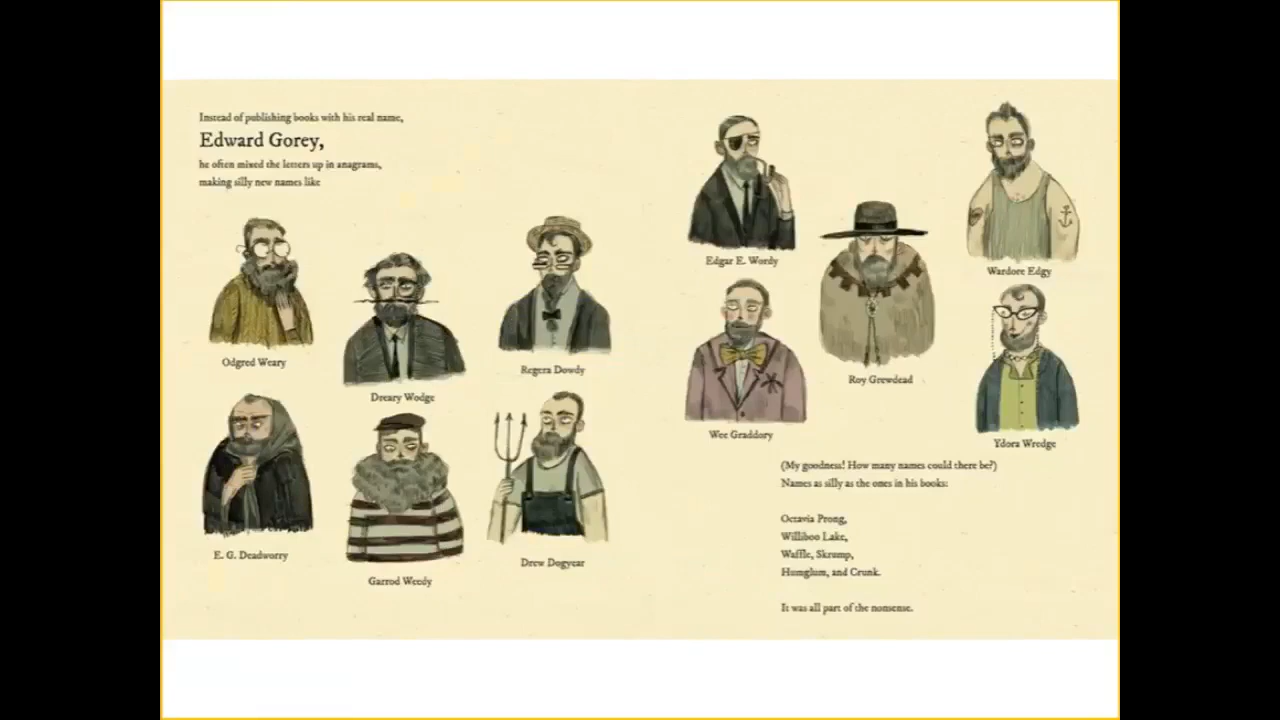 Instead of publishing books with his real name,
Edward Gorey,
he often mixed the letters up in anagrams,
making silly new names like
Odgred Weary
Dreary Wodge
Regera Dowdy
E. G. Deadworry
Garrod Weedy
Drew Dogyear
Edgar E. Wordy
Wardore Edgy
Roy Grewdead
Wee Graddory
Ydora Wredge
(My goodness! How many names could there be?)
Names as silly as the ones in his books:
Octavia Prong,
Williboo Lake,
Waffle, Skrump,
Humglum, and Crunk.
It was all part of the nonsense.